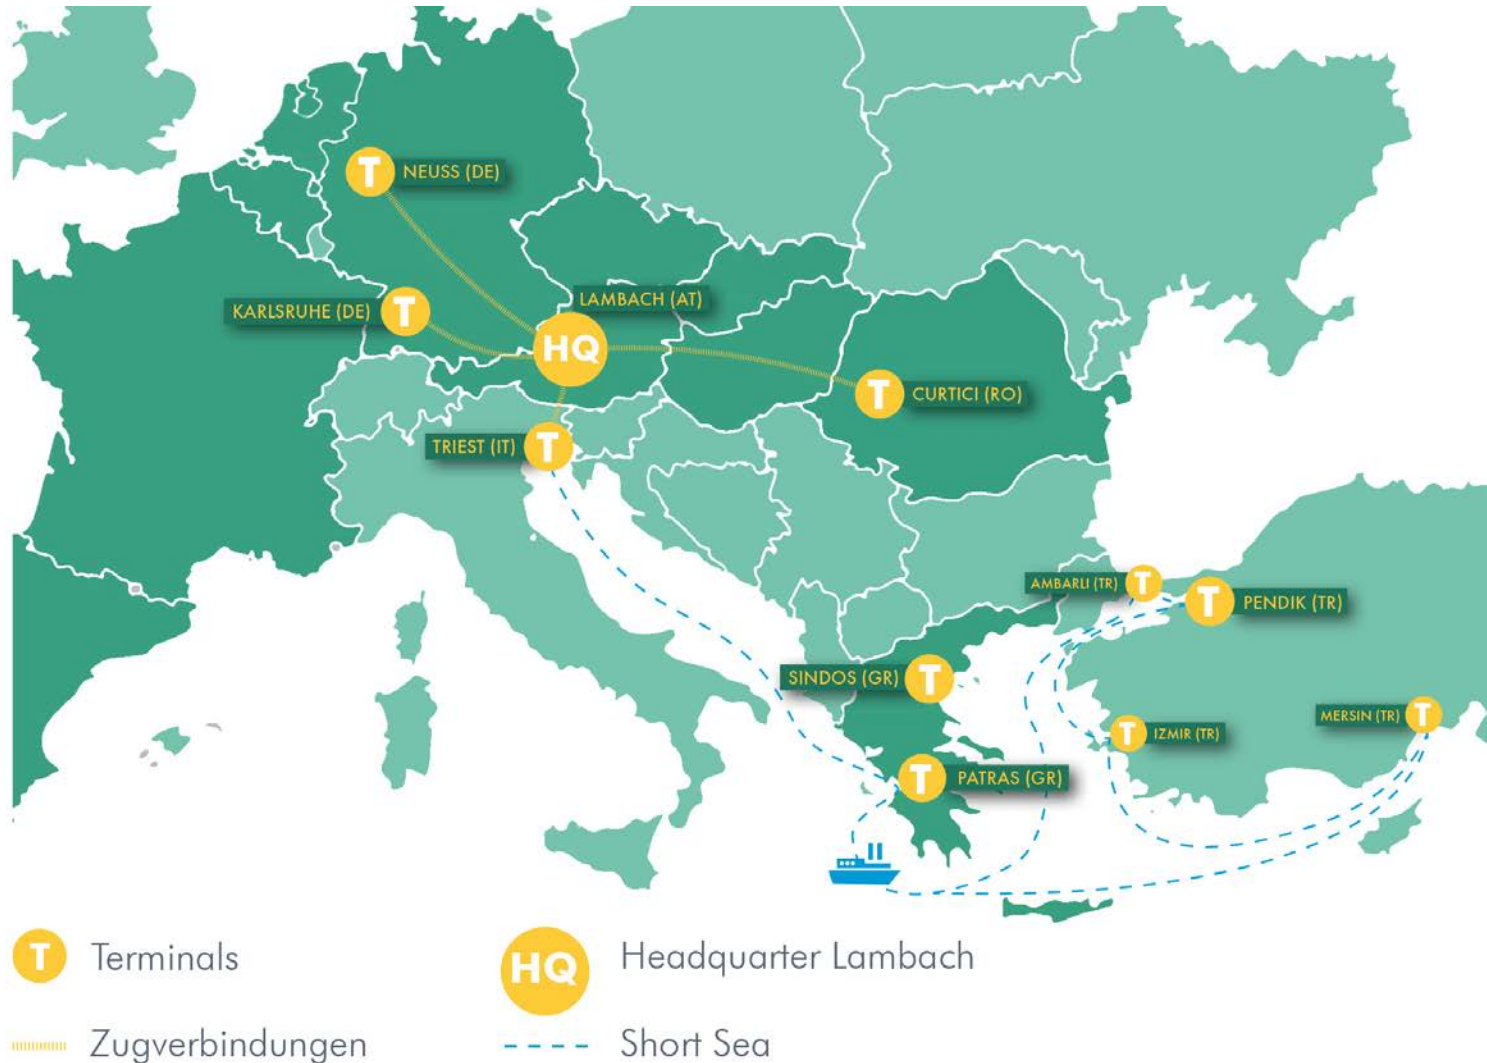 T NEUSS (DE)
KARLSRUHE (DE) T
LAMBACH (AT)
HQ
T CURTICI (RO)
TRIEST (IT) T
AMBARLI (TR) T
T PENDIK (TR)
SINDOS (GR) T
T IZMIR (TR)
MERSIN (TR) T
T PATRAS (GR)
T Terminals
HQ Headquarter Lambach
Zugverbindungen
Short Sea